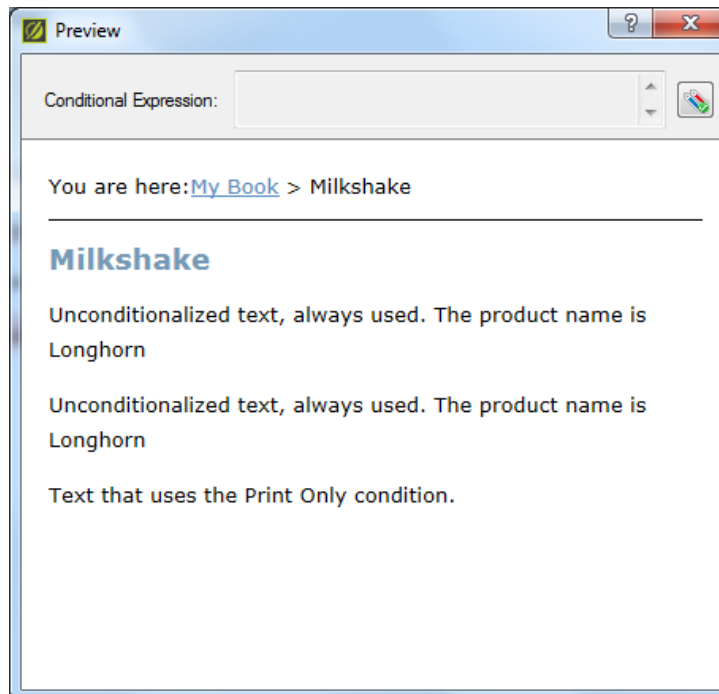 Preview
Conditional Expression:
You are here:My Book > Milkshake
Milkshake
Unconditionalized text, always used. The product name is
Longhorn
Unconditionalized text, always used. The product name is
Longhorn
Text that uses the Print Only condition.